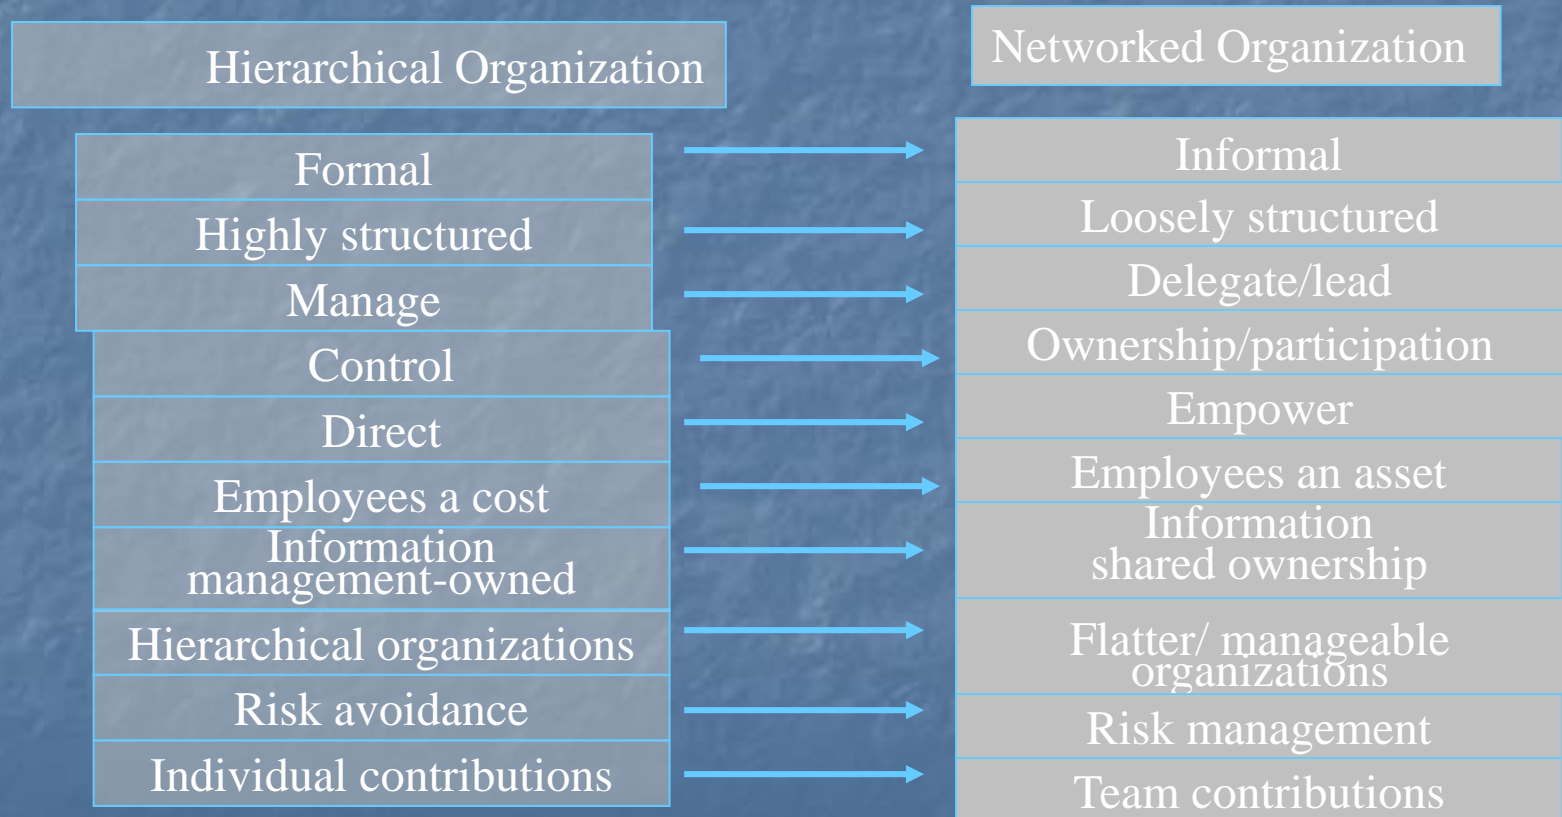 Hierarchical Organization
Networked Organization
Formal
Informal
Highly structured
Loosely structured
Manage
Delegate/lead
Control
Ownership/participation
Direct
Empower
Employees a cost
Employees an asset
Information
management-owned
Information
shared ownership
Hierarchical organizations
Flatter/ manageable
organizations
Risk avoidance
Risk management
Individual contributions
Team contributions